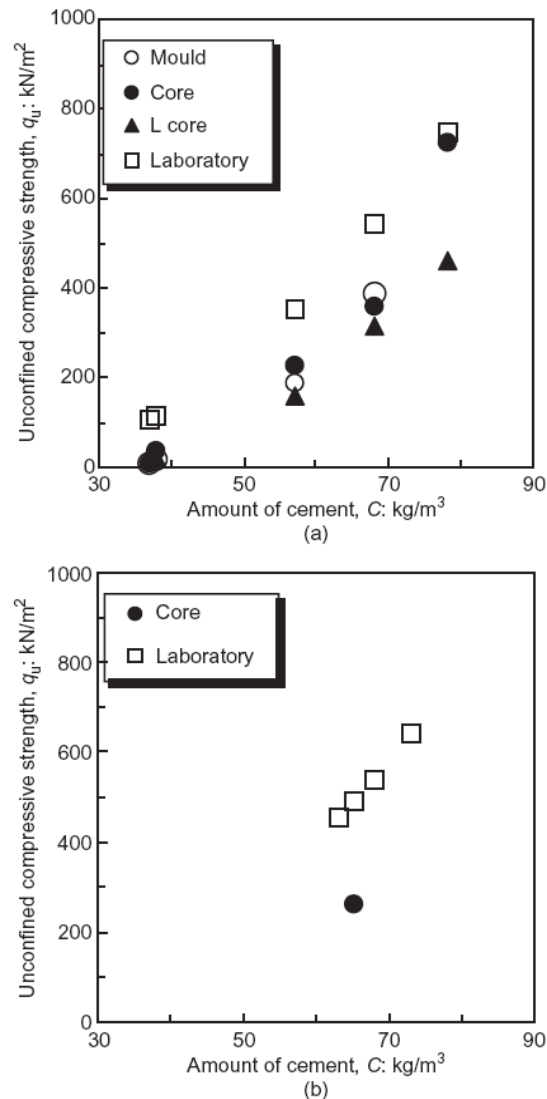 1000
800
600
400
200
0
Unconfined compressive strength, qᵤ: kN/m²
Mould
Core
L core
Laboratory
30 50 70 90
Amount of cement, C: kg/m³
(a)
1000
800
600
400
200
0
Unconfined compressive strength, qᵤ: kN/m²
Core
Laboratory
30 50 70 90
Amount of cement, C: kg/m³
(b)